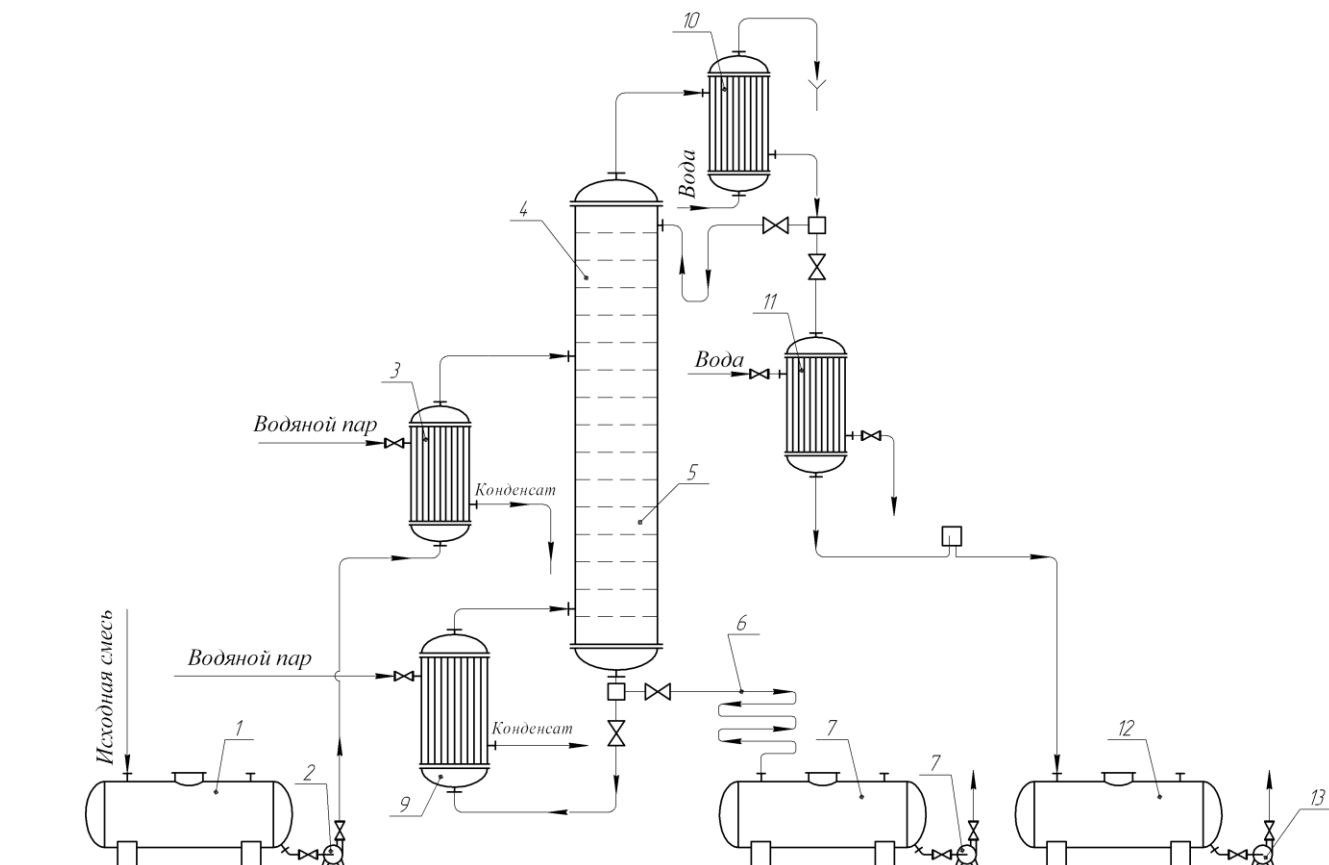 10
Вода
4
11
Вода
3
Водяной пар
Конденсат
5
Исходная смесь
Водяной пар
6
Конденсат
1
2
9
7
7
12
13